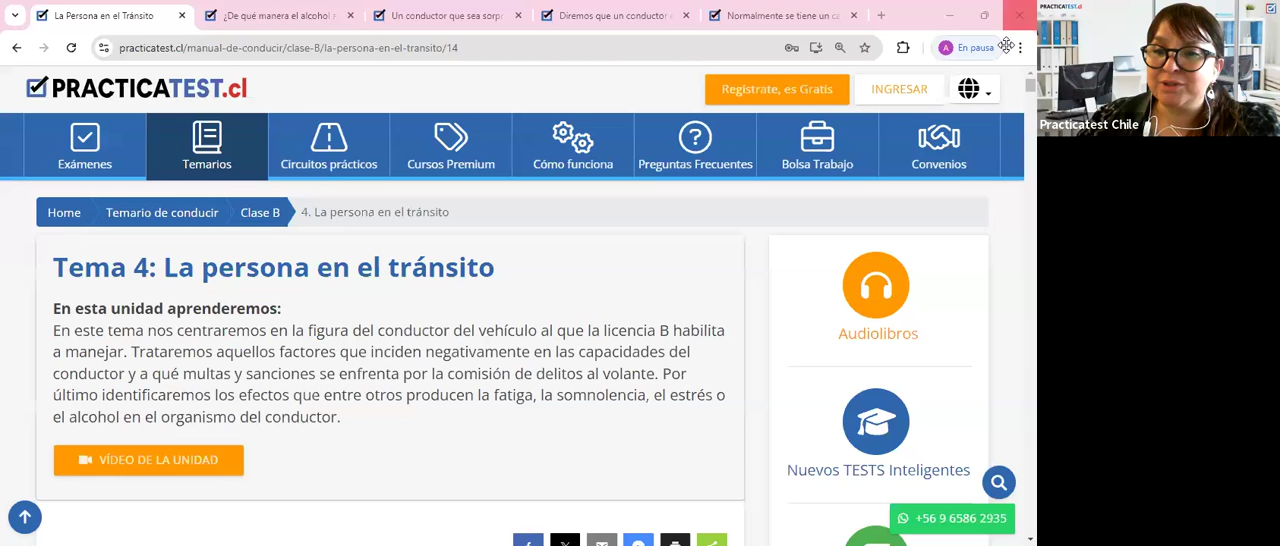 La Persona en el Tránsito
¿De qué manera el alcohol a
Un conductor que sea sorpr
Diremos que un conductor e
Normalmente se tiene un ca
practicatest.cl/manual-de-conducir/clase-B/la-persona-en-el-transito/14
A
En pausa
PRACTICATEST.cl
Regístrate, es Gratis
INGRESAR
Exámenes
Temarios
Circuitos prácticos
Cursos Premium
Cómo funciona
Preguntas Frecuentes
Bolsa Trabajo
Convenios
Home
Temario de conducir
Clase B
4. La persona en el tránsito
Tema 4: La persona en el tránsito
En esta unidad aprenderemos:
En este tema nos centraremos en la figura del conductor del vehículo al que la licencia B habilita
a manejar. Trataremos aquellos factores que inciden negativamente en las capacidades del
conductor y a qué multas y sanciones se enfrenta por la comisión de delitos al volante. Por
último identificaremos los efectos que entre otros producen la fatiga, la somnolencia, el estrés o
el alcohol en el organismo del conductor.
VÍDEO DE LA UNIDAD
Audiolibros
Nuevos TESTS Inteligentes
+56 9 6586 2935
PRACTICATEST.cl
Practicatest Chile